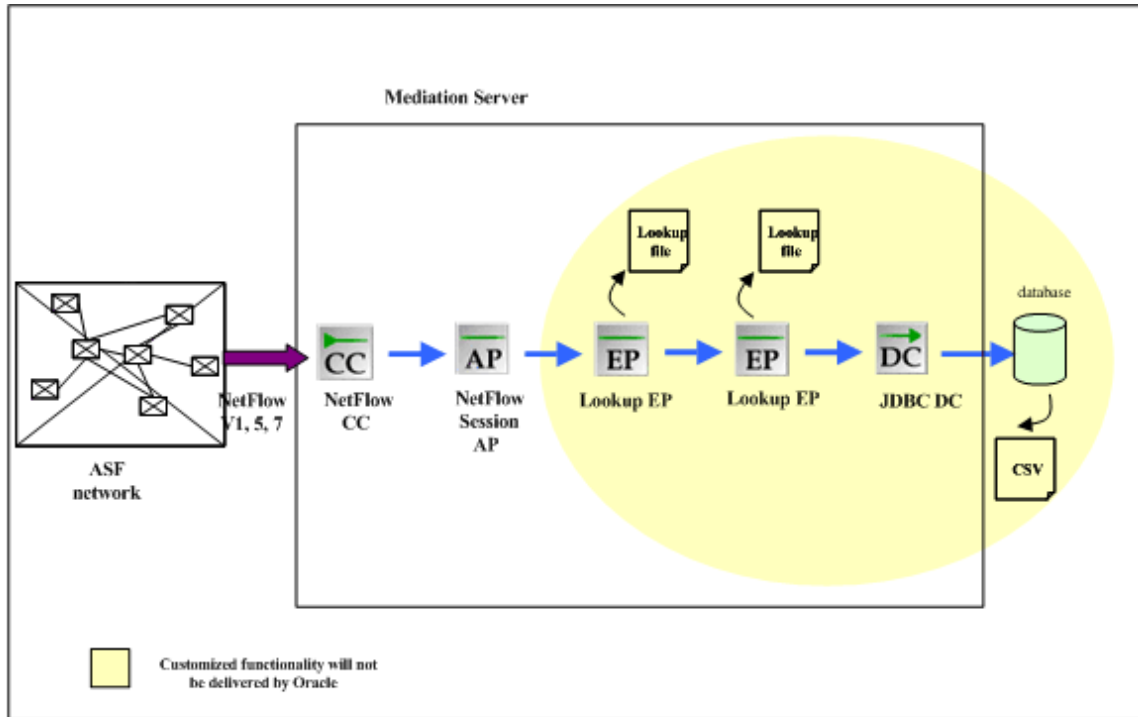 Mediation Server
Lookup
file
Lookup
file
database
CC
AP
EP
EP
DC
NetFlow
V1, 5, 7
NetFlow
CC
NetFlow
Session
AP
Lookup EP
Lookup EP
JDBC DC
CSV
ASF
network
Customized functionality will not
be delivered by Oracle